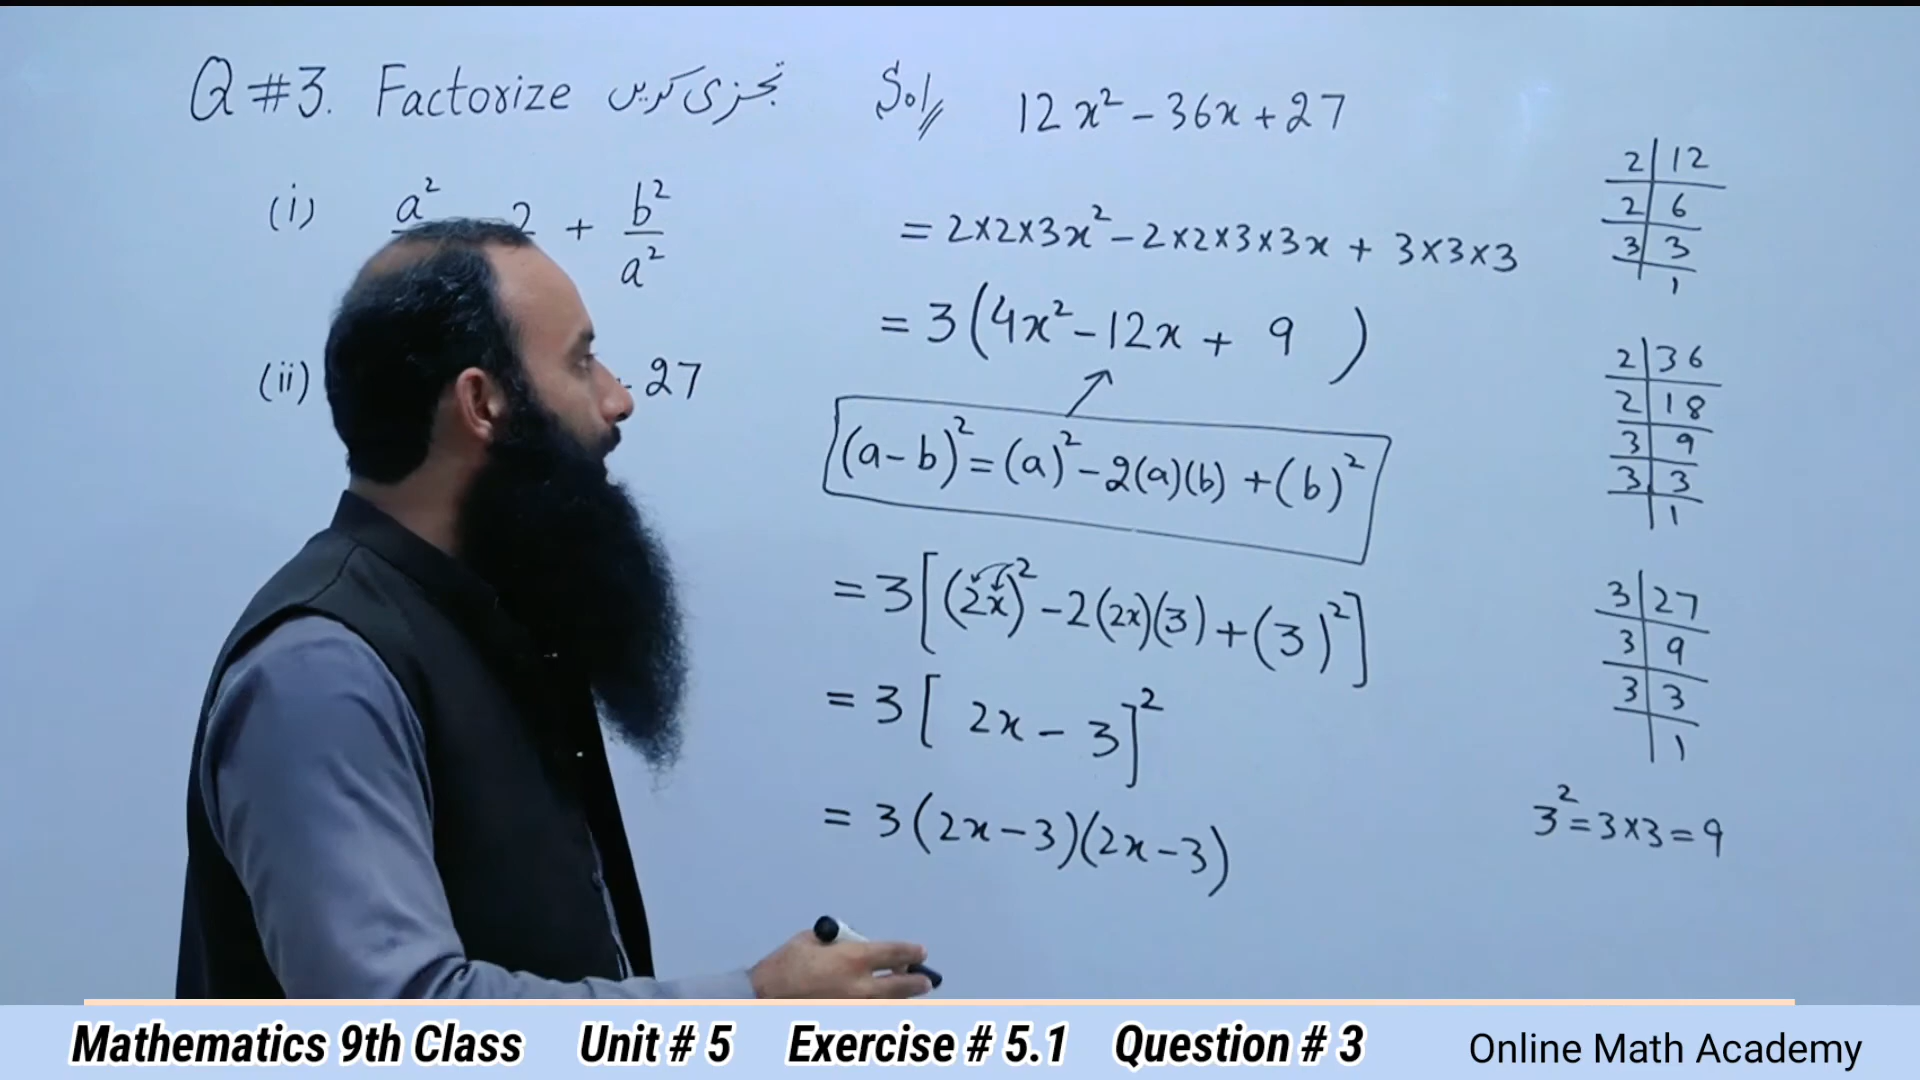 Q #3. Factorize تجزی کریں
(i) a² 2 + b²/a²
(ii) 27
Sol 12x² - 36x + 27
= 2×2×3x² - 2×2×3×3x + 3×3×3
= 3(4x² - 12x + 9)
(a-b)² = (a)² - 2(a)(b) + (b)²
= 3[(2x)² - 2(2x)(3) + (3)²]
= 3[2x - 3]²
= 3(2x-3)(2x-3)
2|12
2|6
3|3
1
2|36
2|18
3|9
3|3
1
3|27
3|9
3|3
1
3² = 3×3 = 9
Mathematics 9th Class Unit # 5 Exercise # 5.1 Question # 3 Online Math Academy